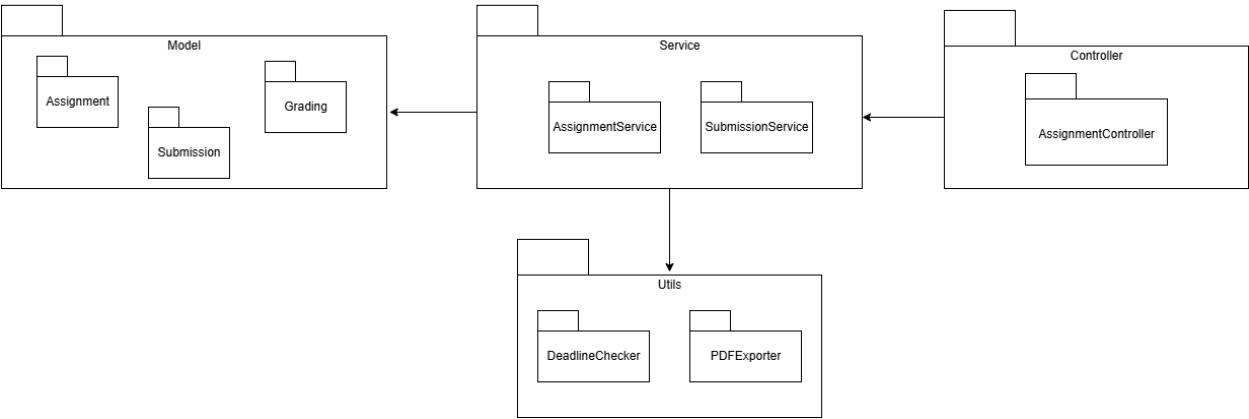 Model
Assignment
Submission
Grading
Service
AssignmentService
SubmissionService
Controller
AssignmentController
Utils
DeadlineChecker
PDFExporter